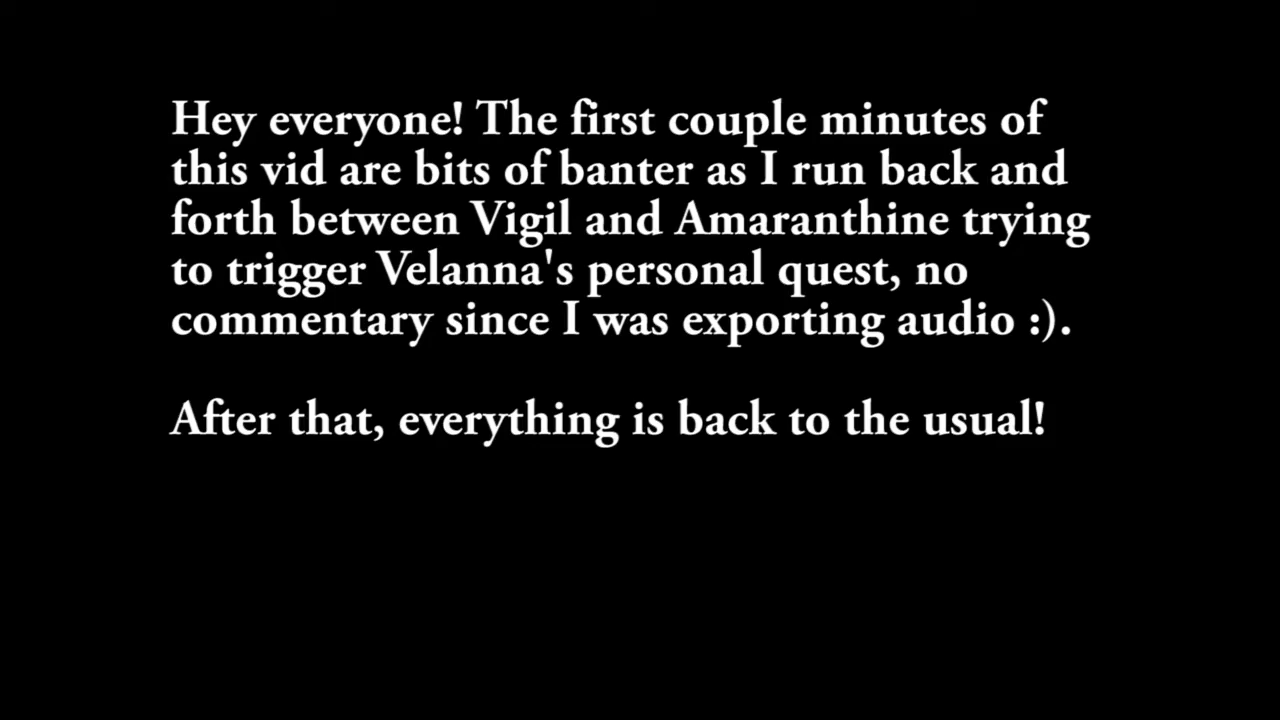 Hey everyone! The first couple minutes of
this vid are bits of banter as I run back and
forth between Vigil and Amaranthine trying
to trigger Velanna's personal quest, no
commentary since I was exporting audio :).
After that, everything is back to the usual!